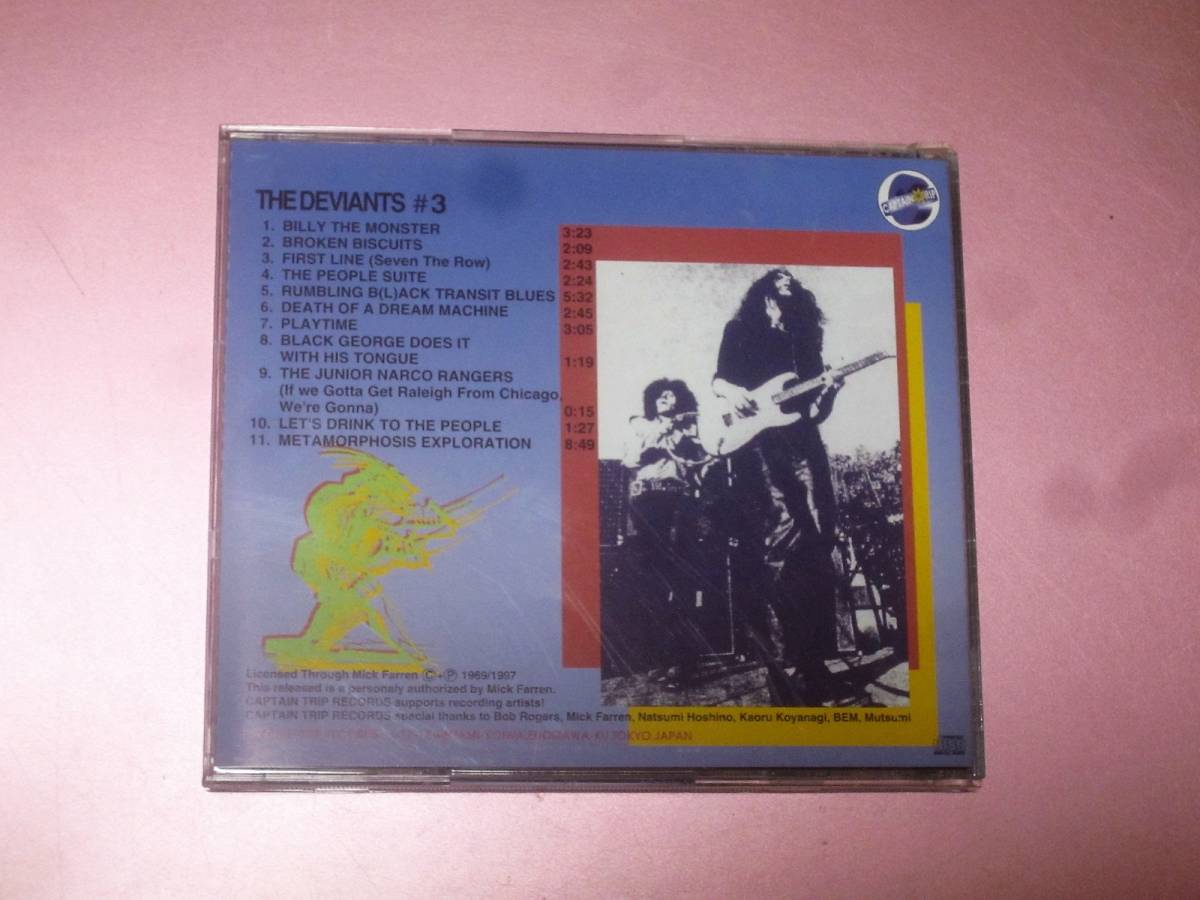 THE DEVIANTS #3
CAPTAIN TRIP
1. BILLY THE MONSTER 3:23
2. BROKEN BISCUITS 2:09
3. FIRST LINE (Seven The Row) 2:43
4. THE PEOPLE SUITE 2:24
5. RUMBLING B(L)ACK TRANSIT BLUES 5:32
6. DEATH OF A DREAM MACHINE 2:45
7. PLAYTIME 3:05
8. BLACK GEORGE DOES IT
WITH HIS TONGUE 1:19
9. THE JUNIOR NARCO RANGERS
(If we Gotta Get Raleigh From Chicago,
We're Gonna) 0:15
10. LET'S DRINK TO THE PEOPLE 1:27
11. METAMORPHOSIS EXPLORATION 8:49
Licensed Through Mick Farren ©+℗ 1969/1997
This released is a personaly authorized by Mick Farren.
CAPTAIN TRIP RECORDS supports recording artists!
CAPTAIN TRIP RECORDS special thanks to Bob Rogers, Mick Farren, Natsumi Hoshino, Kaoru Koyanagi, BEM, Mutsumi
TOKYO JAPAN